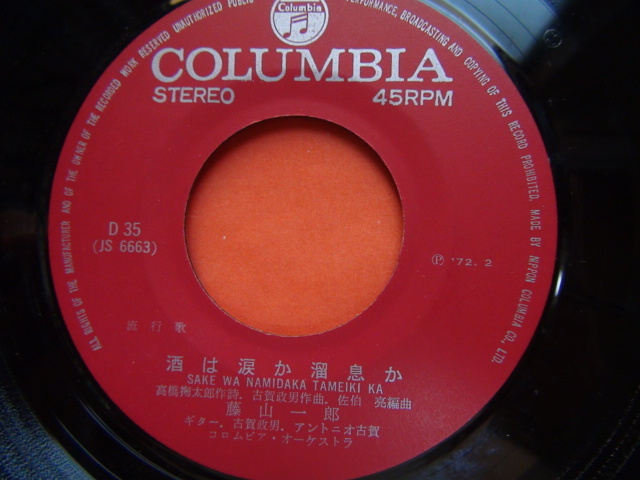 ALL RIGHTS OF THE MANUFACTURER AND OF THE OWNER OF THE RECORDED WORK RESERVED UNAUTHORIZED PUBLIC PERFORMANCE, BROADCASTING AND COPYING OF THIS RECORD PROHIBITED. MADE BY NIPPON COLUMBIA CO., LTD.
Columbia
COLUMBIA
STEREO 45RPM
D 35
(JS 6663)
Ⓟ '72. 2
流行歌
酒は涙か溜息か
SAKE WA NAMIDAKA TAMEIKI KA
高橋掬太郎作詩、古賀政男作曲、佐伯 亮編曲
藤山一郎
ギター、古賀政男、アントニオ古賀
コロムビア・オーケストラ